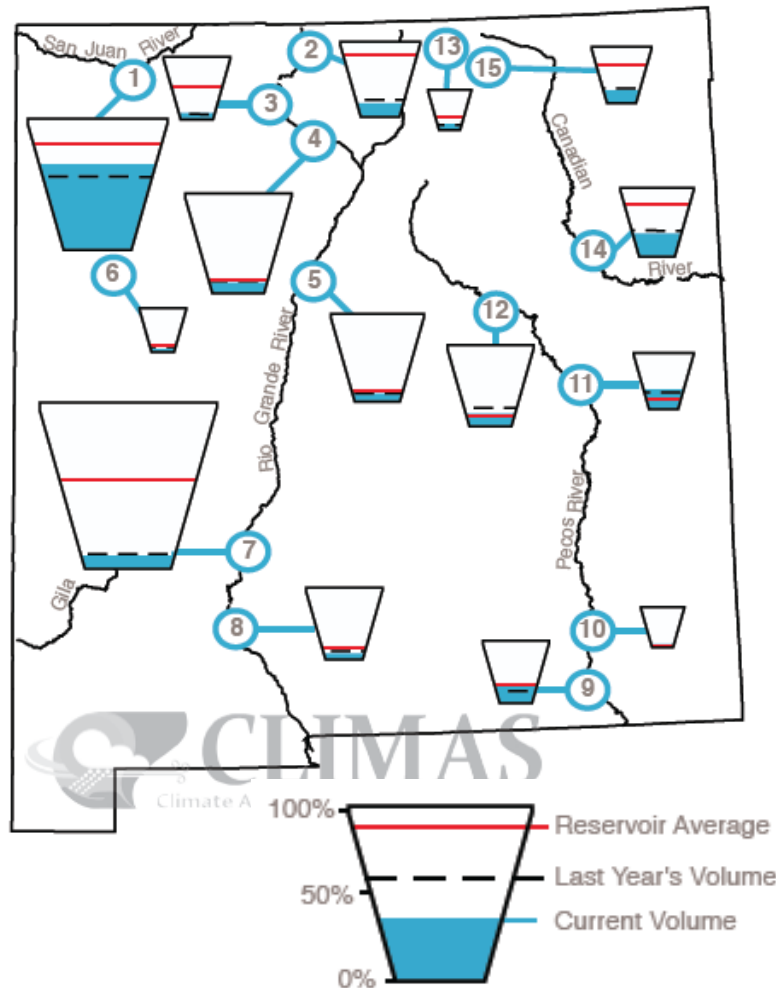 San Juan River
1
2
13
15
3
4
Canadian
14
River
6
5
12
Rio Grande River
11
Pecos River
7
Gila
8
10
9
CLIMAS
Climate A
100%
Reservoir Average
Last Year's Volume
50%
Current Volume
0%